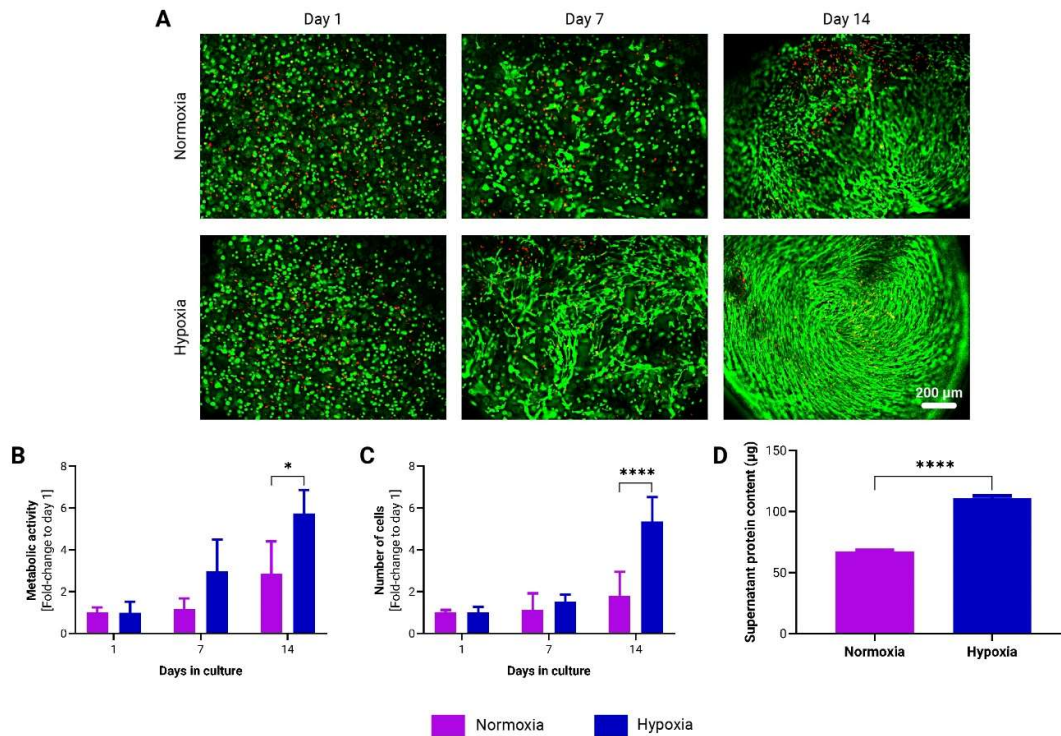 A
Day 1
Day 7
Day 14
Normoxia
Hypoxia
200 µm
B
Metabolic activity
[Fold-change to day 1]
8
6
4
2
0
*
1
7
14
Days in culture
C
Number of cells
[Fold-change to day 1]
8
6
4
2
0
****
1
7
14
Days in culture
D
Supernatant protein content (µg)
150
100
50
0
****
Normoxia
Hypoxia
Normoxia
Hypoxia